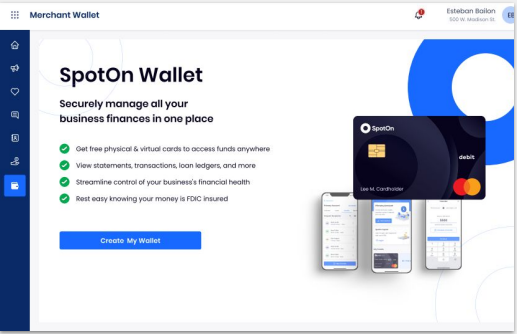 Merchant Wallet
Esteban Bailon
500 W. Madison St.
EB
SpotOn Wallet
Securely manage all your
business finances in one place
Get free physical & virtual cards to access funds anywhere
View statements, transactions, loan ledgers, and more
Streamline control of your business's financial health
Rest easy knowing your money is FDIC insured
Create My Wallet
SpotOn
debit
Lee M. Cardholder